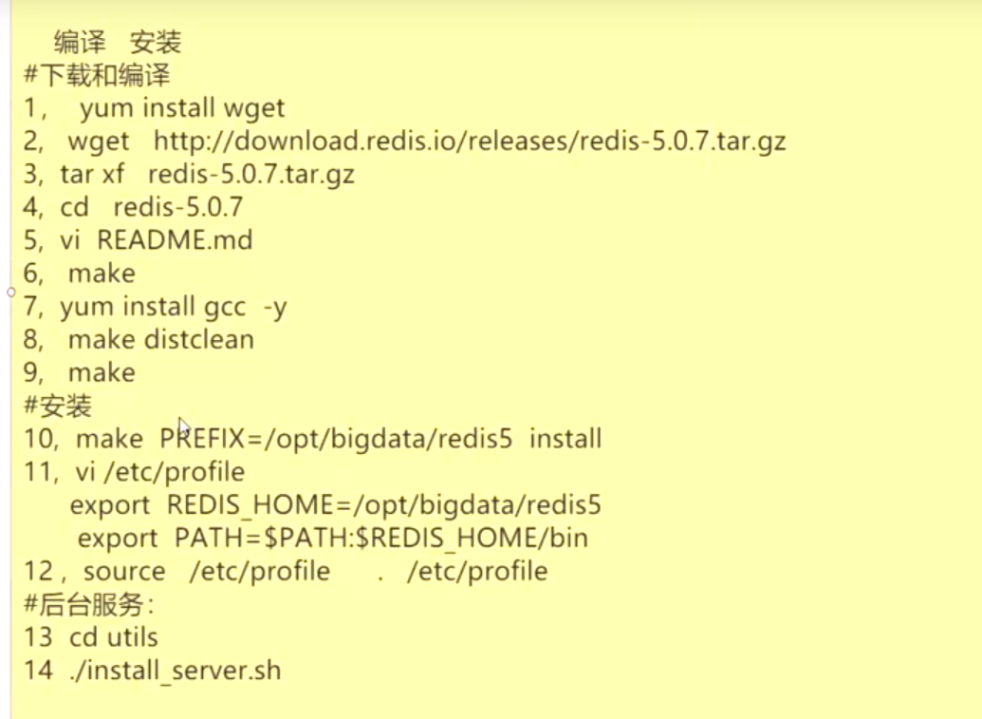 编译 安装
#下载和编译
1, yum install wget
2, wget http://download.redis.io/releases/redis-5.0.7.tar.gz
3, tar xf redis-5.0.7.tar.gz
4, cd redis-5.0.7
5, vi README.md
6, make
7, yum install gcc -y
8, make distclean
9, make
#安装
10, make PREFIX=/opt/bigdata/redis5 install
11, vi /etc/profile
export REDIS_HOME=/opt/bigdata/redis5
export PATH=$PATH:$REDIS_HOME/bin
12 , source /etc/profile . /etc/profile
#后台服务：
13 cd utils
14 ./install_server.sh